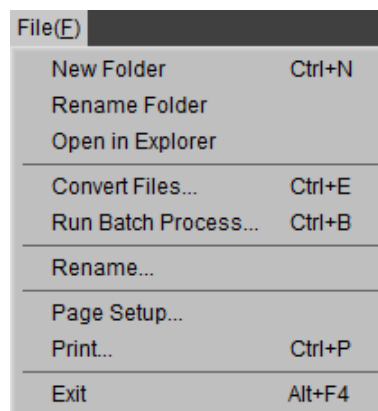 File(F)
New Folder Ctrl+N
Rename Folder
Open in Explorer
Convert Files... Ctrl+E
Run Batch Process... Ctrl+B
Rename...
Page Setup...
Print... Ctrl+P
Exit Alt+F4